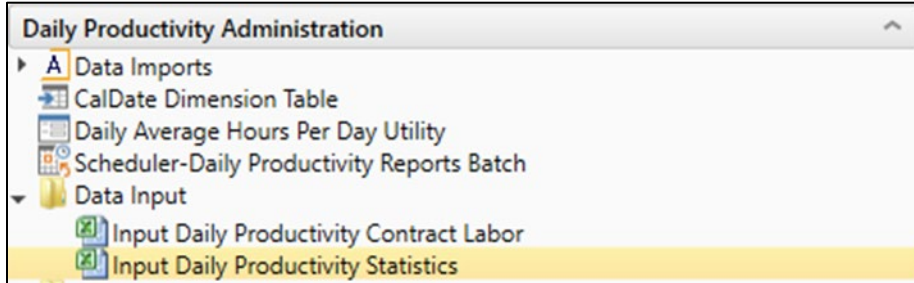 Daily Productivity Administration
A Data Imports
CalDate Dimension Table
Daily Average Hours Per Day Utility
Scheduler-Daily Productivity Reports Batch
Data Input
Input Daily Productivity Contract Labor
Input Daily Productivity Statistics